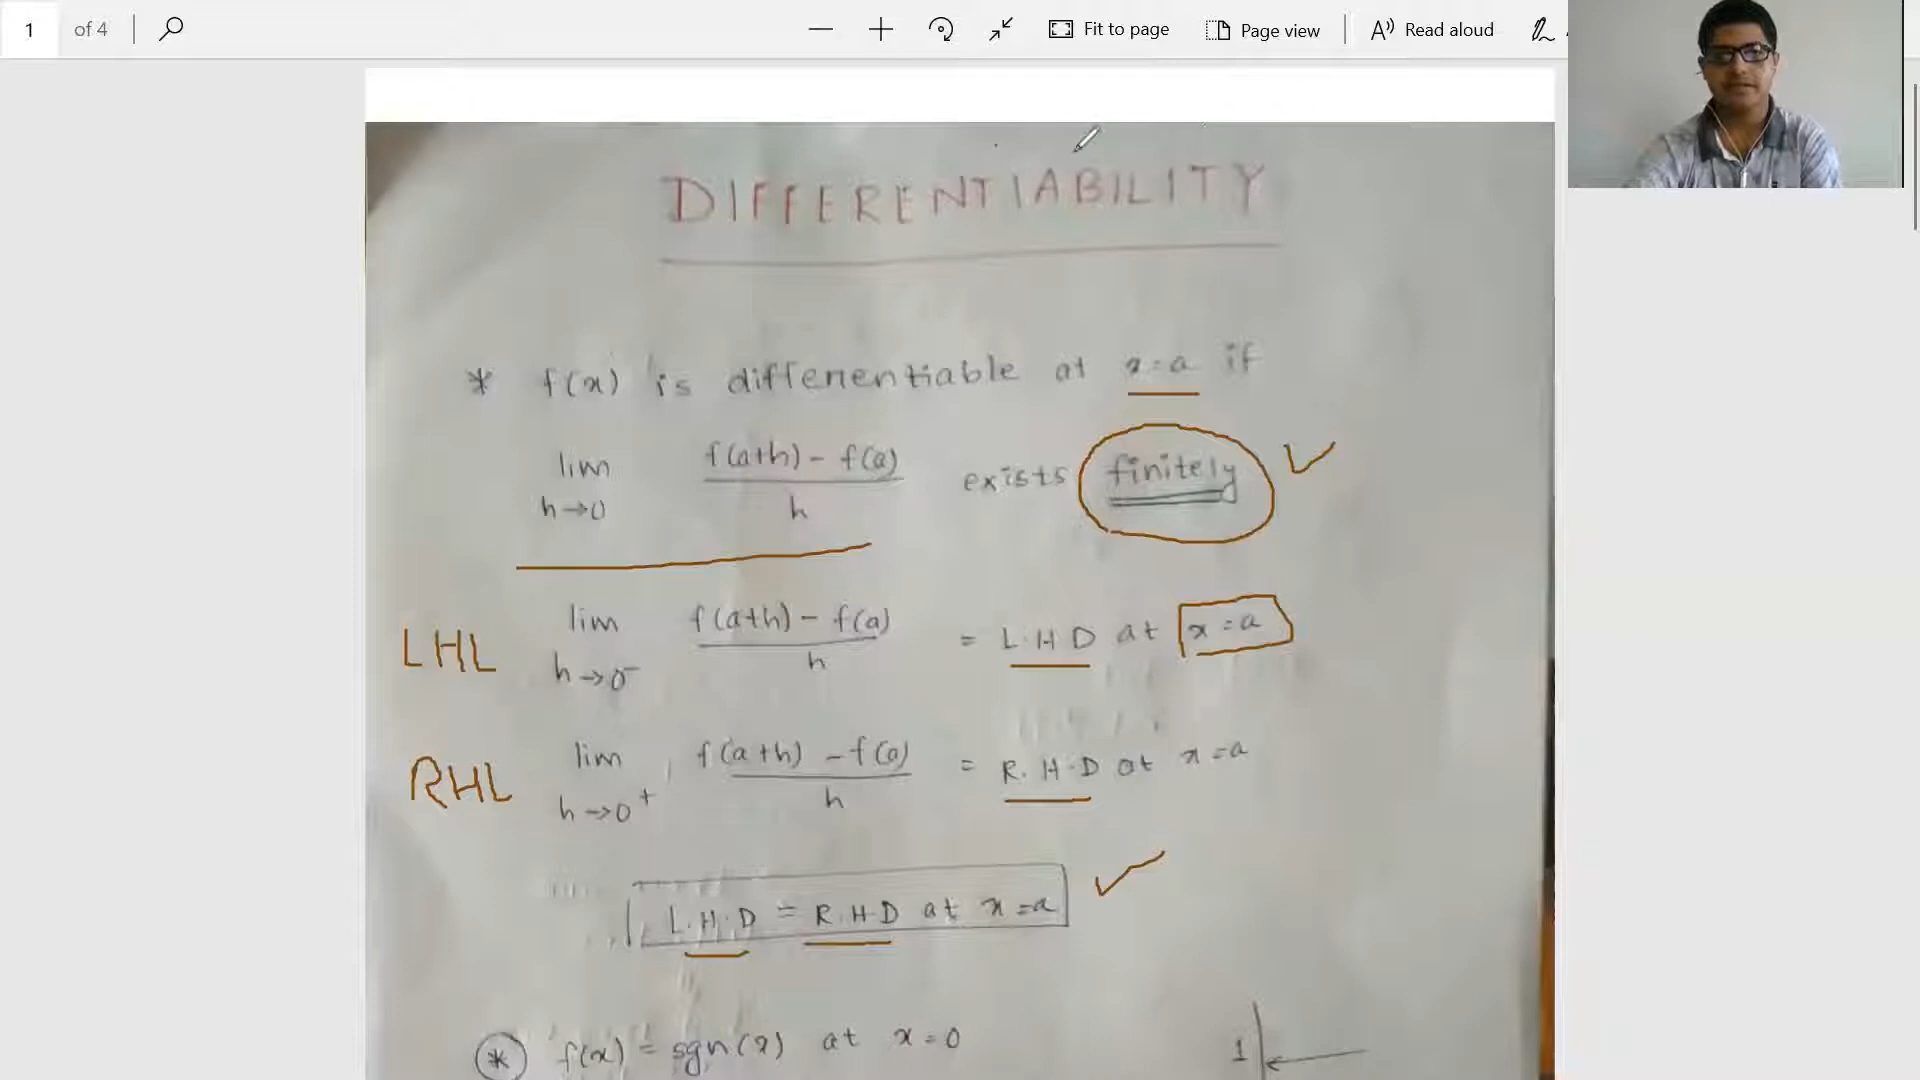 1 of 4 Fit to page Page view Read aloud
DIFFERENTIABILITY
* f(x) is differentiable at x=a if
lim h→0 f(a+h) - f(a) / h exists finitely ✓
LHL lim h→0⁻ f(a+h) - f(a) / h = L.H.D at x=a
RHL lim h→0⁺ f(a+h) - f(a) / h = R.H.D at x=a
L.H.D = R.H.D at x=a ✓
* f(x) = sgn(x) at x=0
1